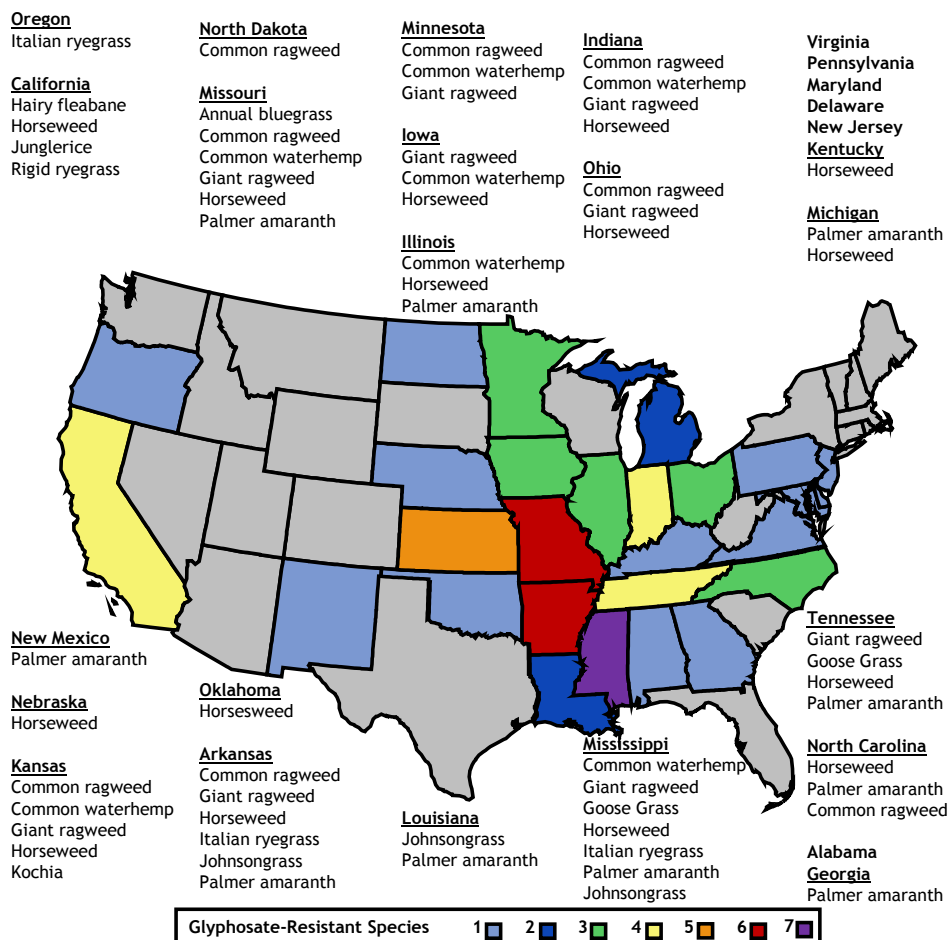 Oregon
Italian ryegrass
California
Hairy fleabane
Horseweed
Junglerice
Rigid ryegrass
North Dakota
Common ragweed
Missouri
Annual bluegrass
Common ragweed
Common waterhemp
Giant ragweed
Horseweed
Palmer amaranth
Minnesota
Common ragweed
Common waterhemp
Giant ragweed
Iowa
Giant ragweed
Common waterhemp
Horseweed
Illinois
Common waterhemp
Horseweed
Palmer amaranth
Indiana
Common ragweed
Common waterhemp
Giant ragweed
Horseweed
Ohio
Common ragweed
Giant ragweed
Horseweed
Virginia
Pennsylvania
Maryland
Delaware
New Jersey
Kentucky
Horseweed
Michigan
Palmer amaranth
Horseweed
New Mexico
Palmer amaranth
Nebraska
Horseweed
Kansas
Common ragweed
Common waterhemp
Giant ragweed
Horseweed
Kochia
Oklahoma
Horsesweed
Arkansas
Common ragweed
Giant ragweed
Horseweed
Italian ryegrass
Johnsongrass
Palmer amaranth
Louisiana
Johnsongrass
Palmer amaranth
Mississippi
Common waterhemp
Giant ragweed
Goose Grass
Horseweed
Italian ryegrass
Palmer amaranth
Johnsongrass
Tennessee
Giant ragweed
Goose Grass
Horseweed
Palmer amaranth
North Carolina
Horseweed
Palmer amaranth
Common ragweed
Alabama
Georgia
Palmer amaranth
Glyphosate-Resistant Species 1 2 3 4 5 6 7